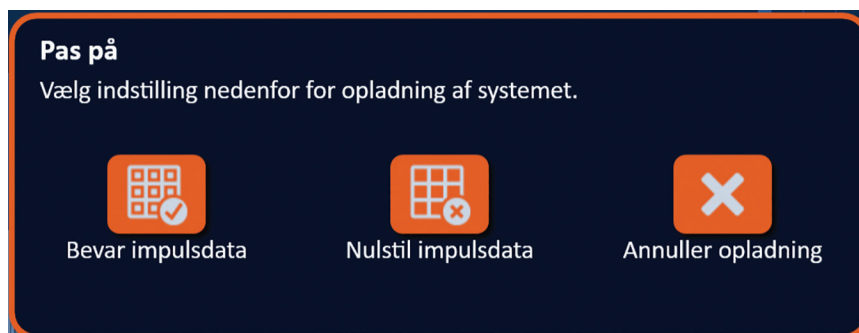 Pas på
Vælg indstilling nedenfor for opladning af systemet.
Bevar impulsdata
Nulstil impulsdata
Annuller opladning